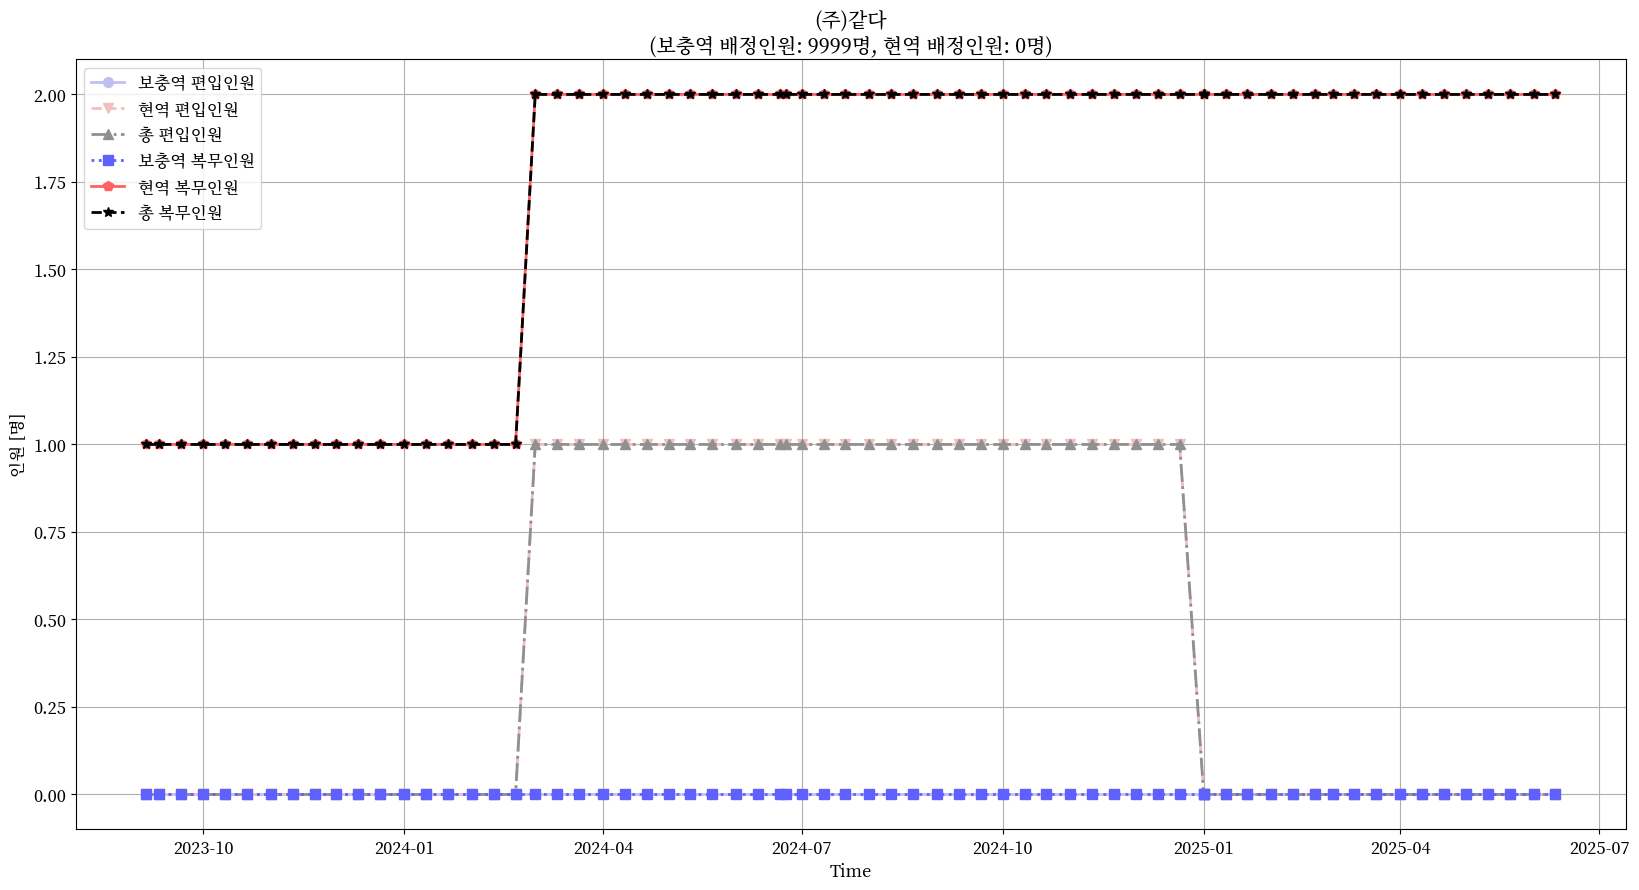 (주)같다
(보충역 배정인원: 9999명, 현역 배정인원: 0명)
보충역 편입인원
현역 편입인원
총 편입인원
보충역 복무인원
현역 복무인원
총 복무인원
2.00
1.75
1.50
1.25
1.00
0.75
0.50
0.25
0.00
인원 [명]
2023-10
2024-01
2024-04
2024-07
2024-10
2025-01
2025-04
2025-07
Time